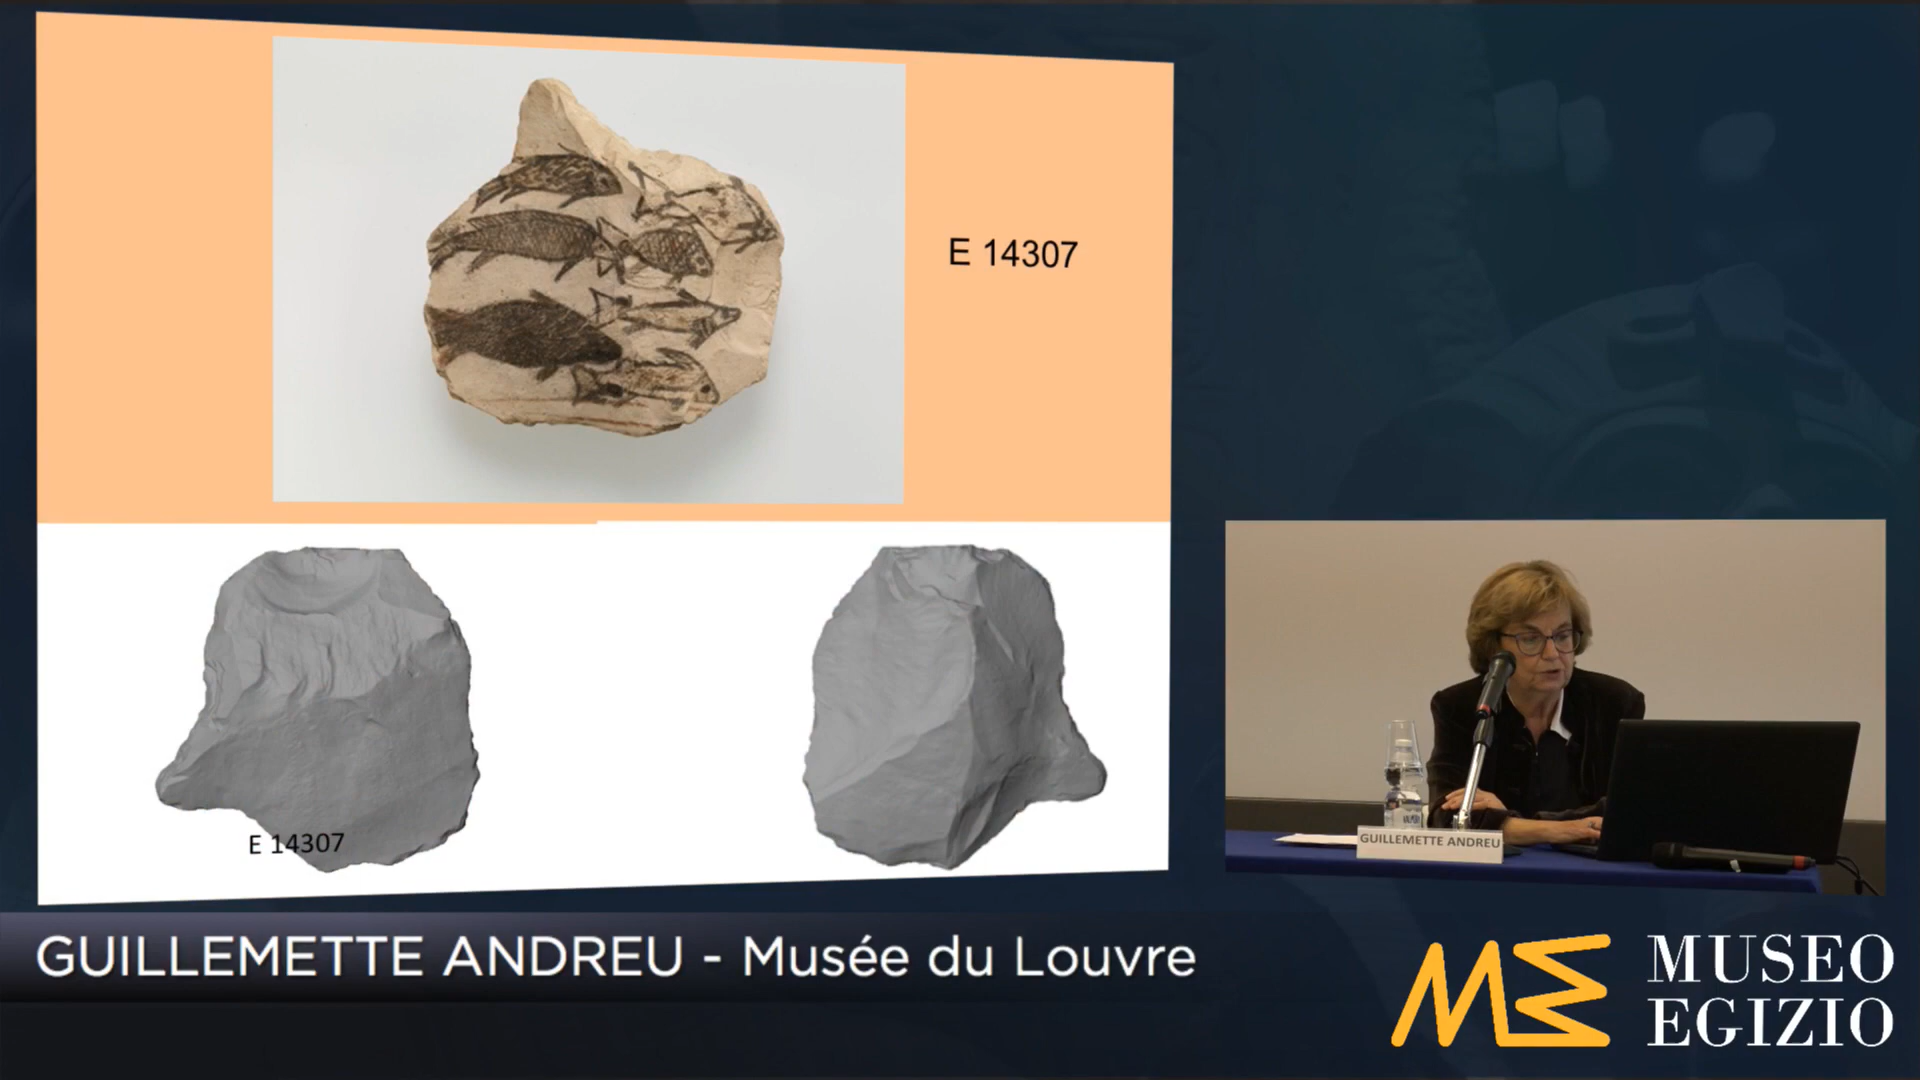 E 14307
E 14307
GUILLEMETTE ANDREU
GUILLEMETTE ANDREU - Musée du Louvre
MUSEO
EGIZIO